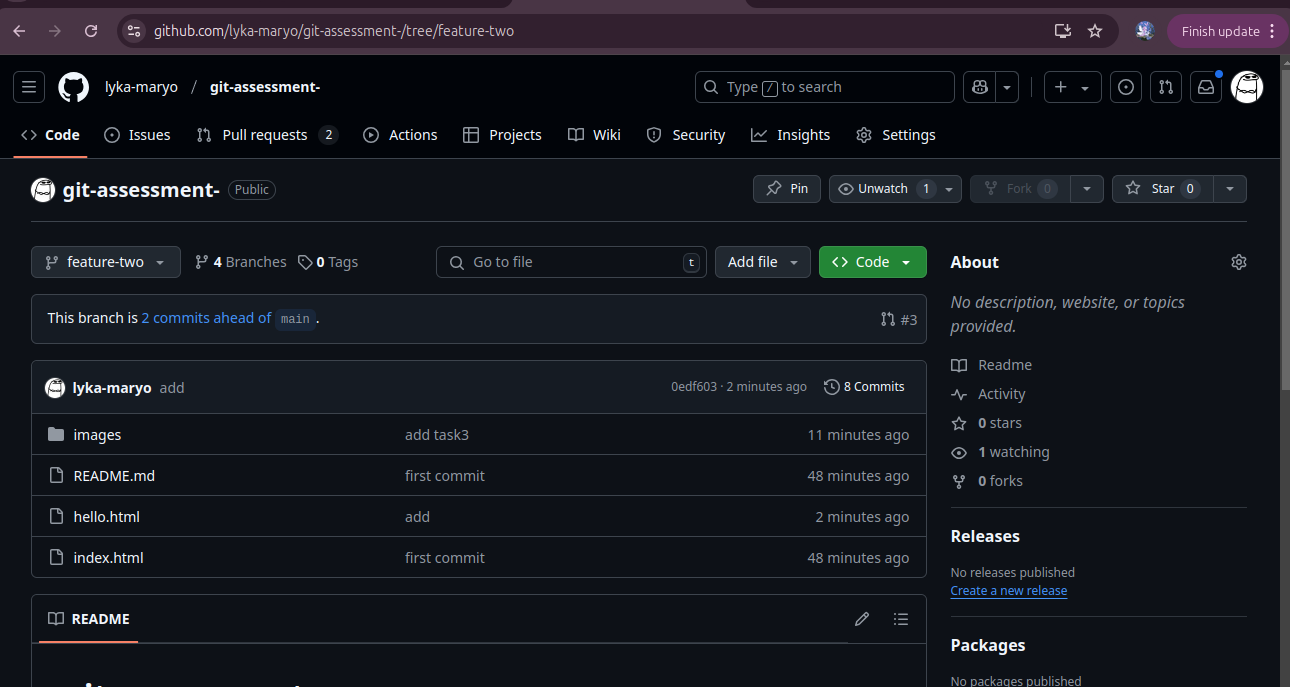 github.com/lyka-maryo/git-assessment-/tree/feature-two
Finish update
lyka-maryo / git-assessment-
Type / to search
Code Issues Pull requests 2 Actions Projects Wiki Security Insights Settings
git-assessment- Public
Pin Unwatch 1 Fork 0 Star 0
feature-two 4 Branches 0 Tags Go to file t Add file Code
This branch is 2 commits ahead of main. #3
lyka-maryo add 0edf603 · 2 minutes ago 8 Commits
images add task3 11 minutes ago
README.md first commit 48 minutes ago
hello.html add 2 minutes ago
index.html first commit 48 minutes ago
README
About
No description, website, or topics
provided.
Readme
Activity
0 stars
1 watching
0 forks
Releases
No releases published
Create a new release
Packages
No packages published